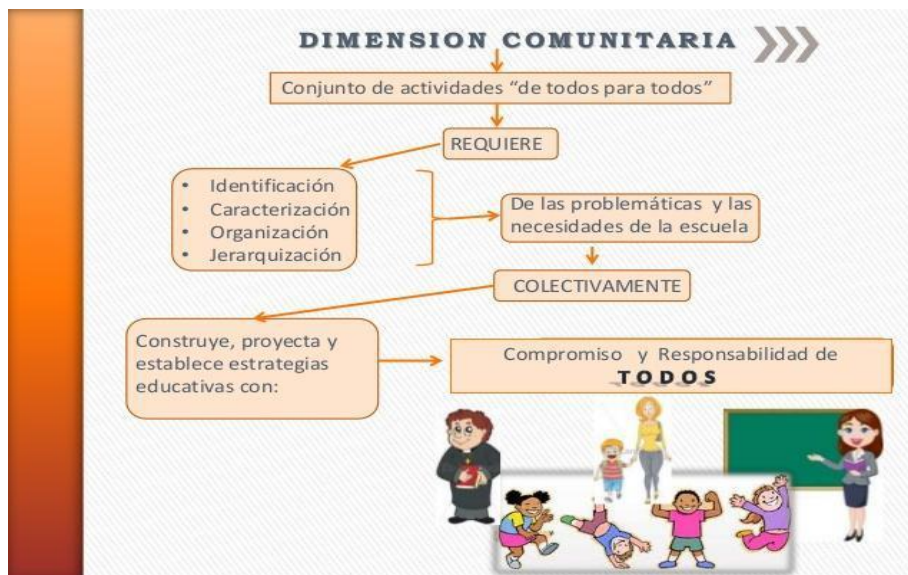 DIMENSION COMUNITARIA
Conjunto de actividades “de todos para todos”
REQUIERE
• Identificación
• Caracterización
• Organización
• Jerarquización
De las problemáticas y las
necesidades de la escuela
COLECTIVAMENTE
Construye, proyecta y
establece estrategias
educativas con:
Compromiso y Responsabilidad de
TODOS